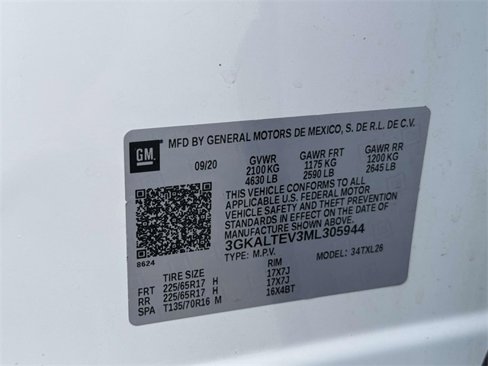 MFD BY GENERAL MOTORS DE MEXICO, S. DE R.L. DE C.V.
GM
09/20 GVWR GAWR FRT GAWR RR
2100 KG 1175 KG 1200 KG
4630 LB 2590 LB 2645 LB
THIS VEHICLE CONFORMS TO ALL
APPLICABLE U.S. FEDERAL MOTOR
VEHICLE SAFETY AND THEFT PREVENTION
STANDARDS IN EFFECT ON THE DATE OF
MANUFACTURE SHOWN ABOVE.
3GKALTEV3ML305944
8624 TYPE: M.P.V. MODEL: 34TXL26
TIRE SIZE RIM
FRT 225/65R17 H 17X7J
RR 225/65R17 H 17X7J
SPA T135/70R16 M 16X4BT